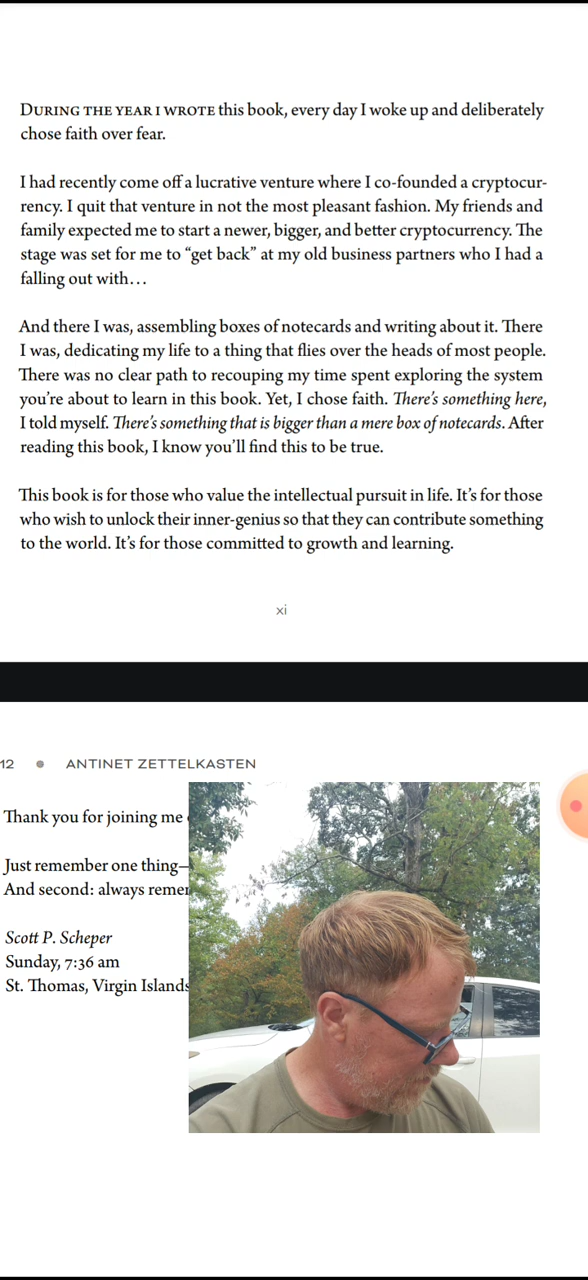 DURING THE YEAR I WROTE this book, every day I woke up and deliberately
chose faith over fear.
I had recently come off a lucrative venture where I co-founded a cryptocur-
rency. I quit that venture in not the most pleasant fashion. My friends and
family expected me to start a newer, bigger, and better cryptocurrency. The
stage was set for me to “get back” at my old business partners who I had a
falling out with…
And there I was, assembling boxes of notecards and writing about it. There
I was, dedicating my life to a thing that flies over the heads of most people.
There was no clear path to recouping my time spent exploring the system
you’re about to learn in this book. Yet, I chose faith. There’s something here,
I told myself. There’s something that is bigger than a mere box of notecards. After
reading this book, I know you’ll find this to be true.
This book is for those who value the intellectual pursuit in life. It’s for those
who wish to unlock their inner-genius so that they can contribute something
to the world. It’s for those committed to growth and learning.
xi
12 • ANTINET ZETTELKASTEN
Thank you for joining me
Just remember one thing—
And second: always
Scott P. Scheper
Sunday, 7:36 am
St. Thomas, Virgin Islands